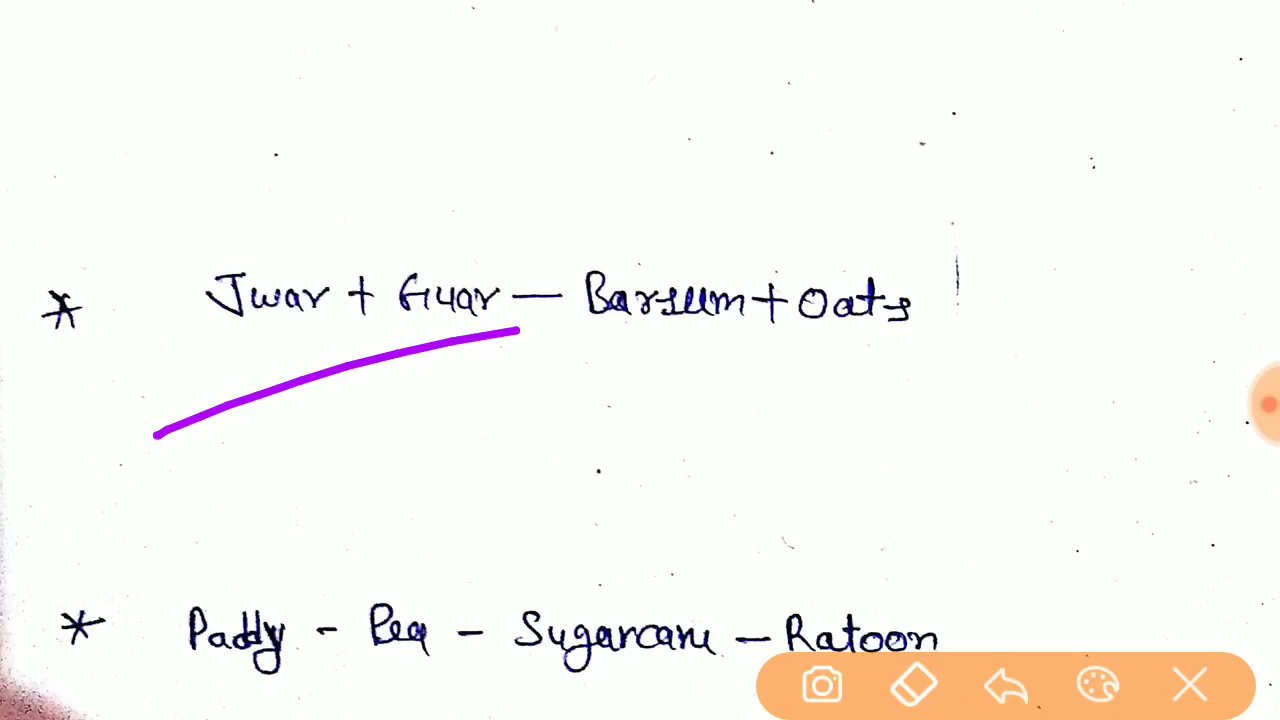 * Jwar + Guar — Barseem + Oats
* Paddy - Pea - Sugarcane - Ratoon